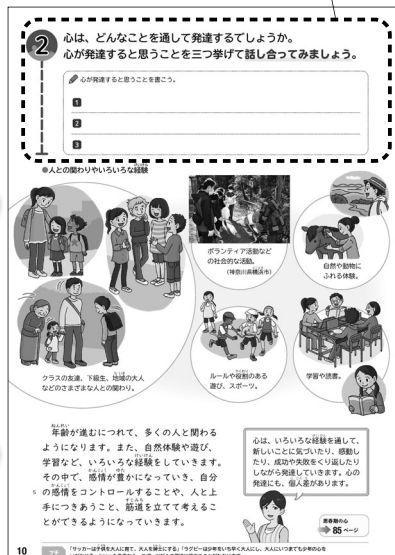 2
心は、どんなことを通して発達するでしょうか。
心が発達すると思うことを三つ挙げて話し合ってみましょう。
心が発達すると思うことを書こう。
1
2
3
●人との関わりやいろいろな経験
けいけん
ボランティア活動など
の社会的な活動。
(神奈川県横浜市)
自然や動物に
ふれる体験。
クラスの友達、下級生、地域の大人
などのさまざまな人との関わり。
ルールや役割のある
遊び、スポーツ。
学習や読書。
ねんれい
年齢が進むにつれて、多くの人と関わる
ようになります。また、自然体験や遊び、
学習など、いろいろな経験をしていきます。
その中で、感情が豊かになっていき、自分
5 の感情をコントロールすることや、人と上
手につきあうこと、筋道を立てて考えるこ
とができるようになっていきます。
心は、いろいろな経験を通して、
新しいことに気づいたり、感動し
たり、成功や失敗をくり返したり
しながら発達していきます。心の
発達にも、個人差があります。
思春期の心
➡85ページ
10